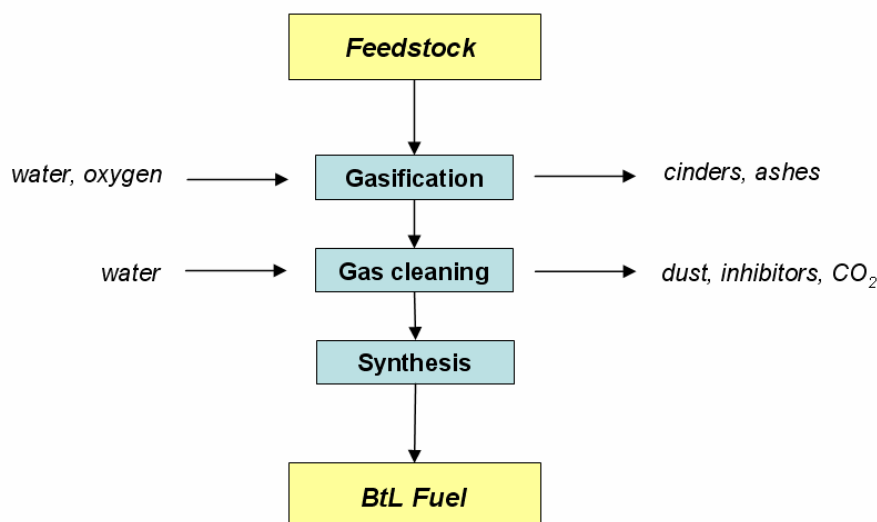 Feedstock
water, oxygen
Gasification
cinders, ashes
water
Gas cleaning
dust, inhibitors, CO₂
Synthesis
BtL Fuel